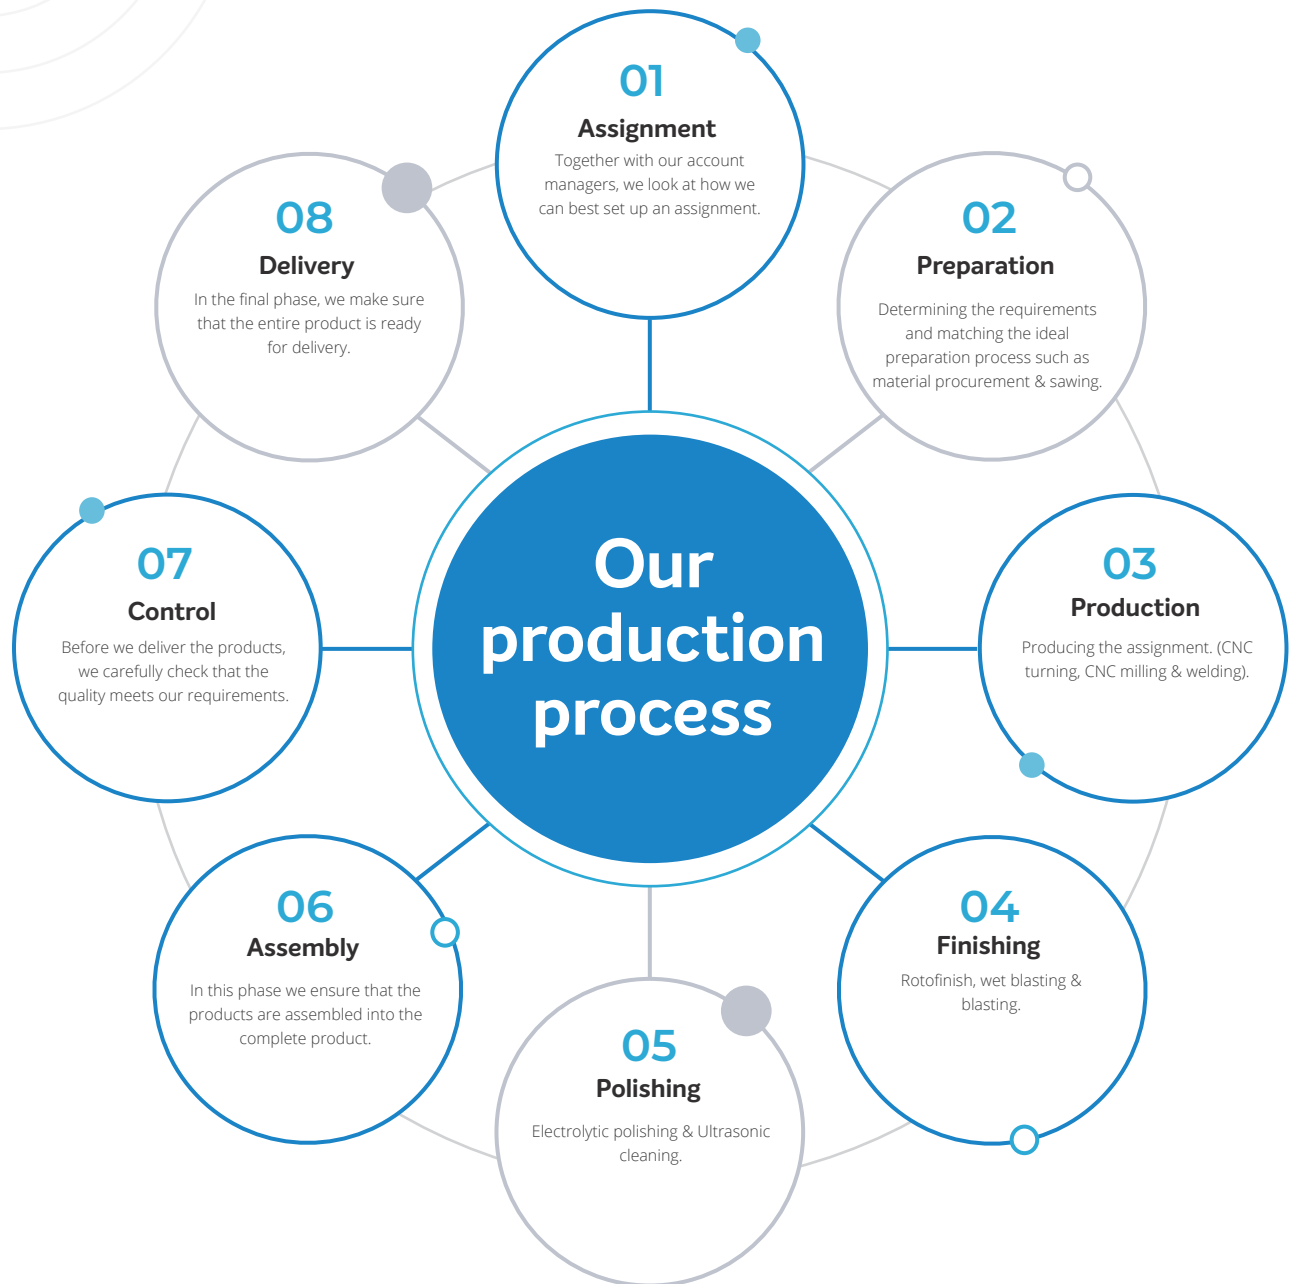 Our
production
process
01
Assignment
Together with our account
managers, we look at how we
can best set up an assignment.
02
Preparation
Determining the requirements
and matching the ideal
preparation process such as
material procurement & sawing.
03
Production
Producing the assignment. (CNC
turning, CNC milling & welding).
04
Finishing
Rotofinish, wet blasting &
blasting.
05
Polishing
Electrolytic polishing & Ultrasonic
cleaning.
06
Assembly
In this phase we ensure that the
products are assembled into the
complete product.
07
Control
Before we deliver the products,
we carefully check that the
quality meets our requirements.
08
Delivery
In the final phase, we make sure
that the entire product is ready
for delivery.